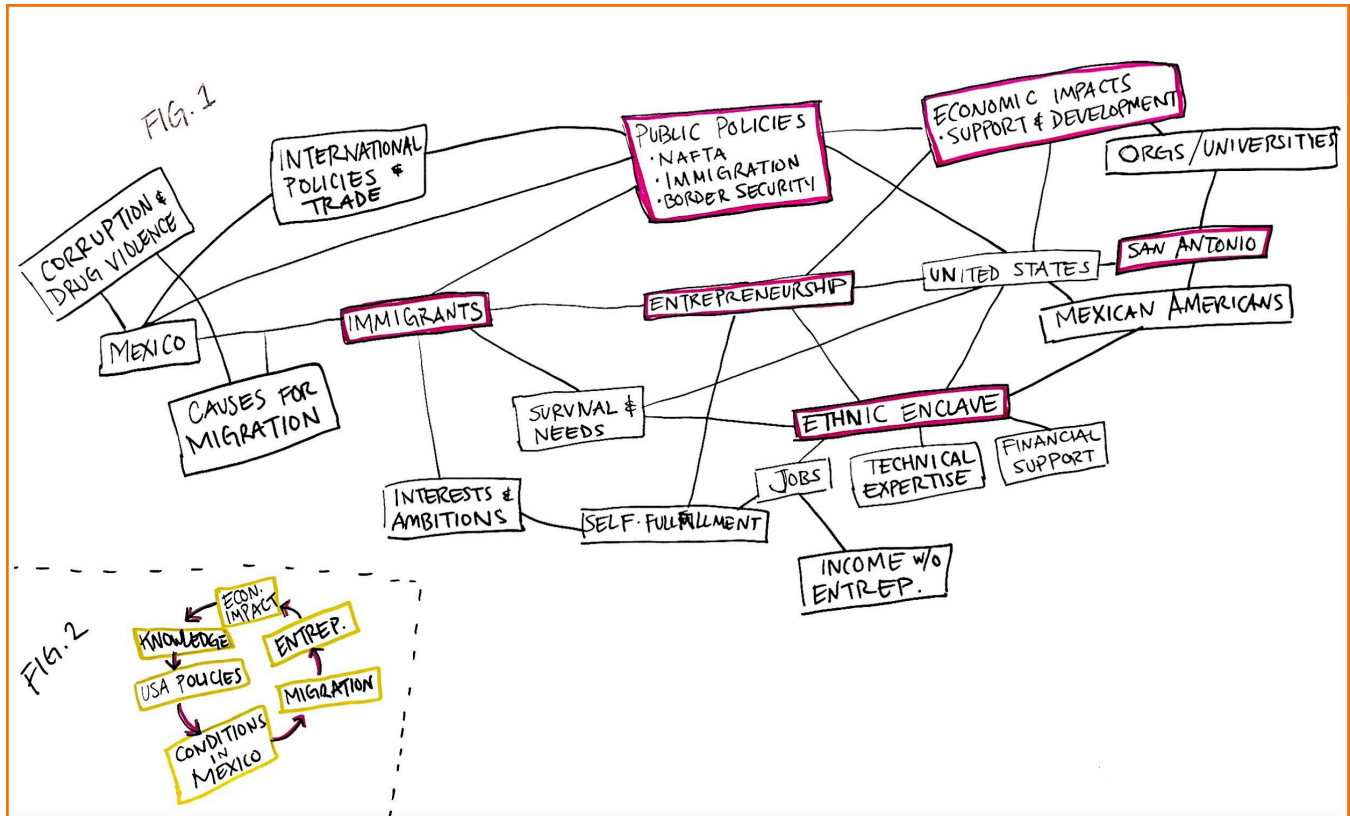 FIG. 1
INTERNATIONAL
POLICIES &
TRADE
PUBLIC POLICIES
· NAFTA
· IMMIGRATION
· BORDER SECURITY
ECONOMIC IMPACTS
· SUPPORT & DEVELOPMENT
ORGS/UNIVERSITIES
CORRUPTION &
DRUG VIOLENCE
MEXICO
IMMIGRANTS
ENTREPRENEURSHIP
UNITED STATES
SAN ANTONIO
MEXICAN AMERICANS
CAUSES FOR
MIGRATION
SURVIVAL &
NEEDS
ETHNIC ENCLAVE
JOBS
TECHNICAL
EXPERTISE
FINANCIAL
SUPPORT
INTERESTS &
AMBITIONS
SELF-FULLFILLMENT
INCOME W/O
ENTREP.
FIG. 2
ECON.
IMPACT
KNOWLEDGE
ENTREP.
USA POLICIES
MIGRATION
CONDITIONS
IN
MEXICO